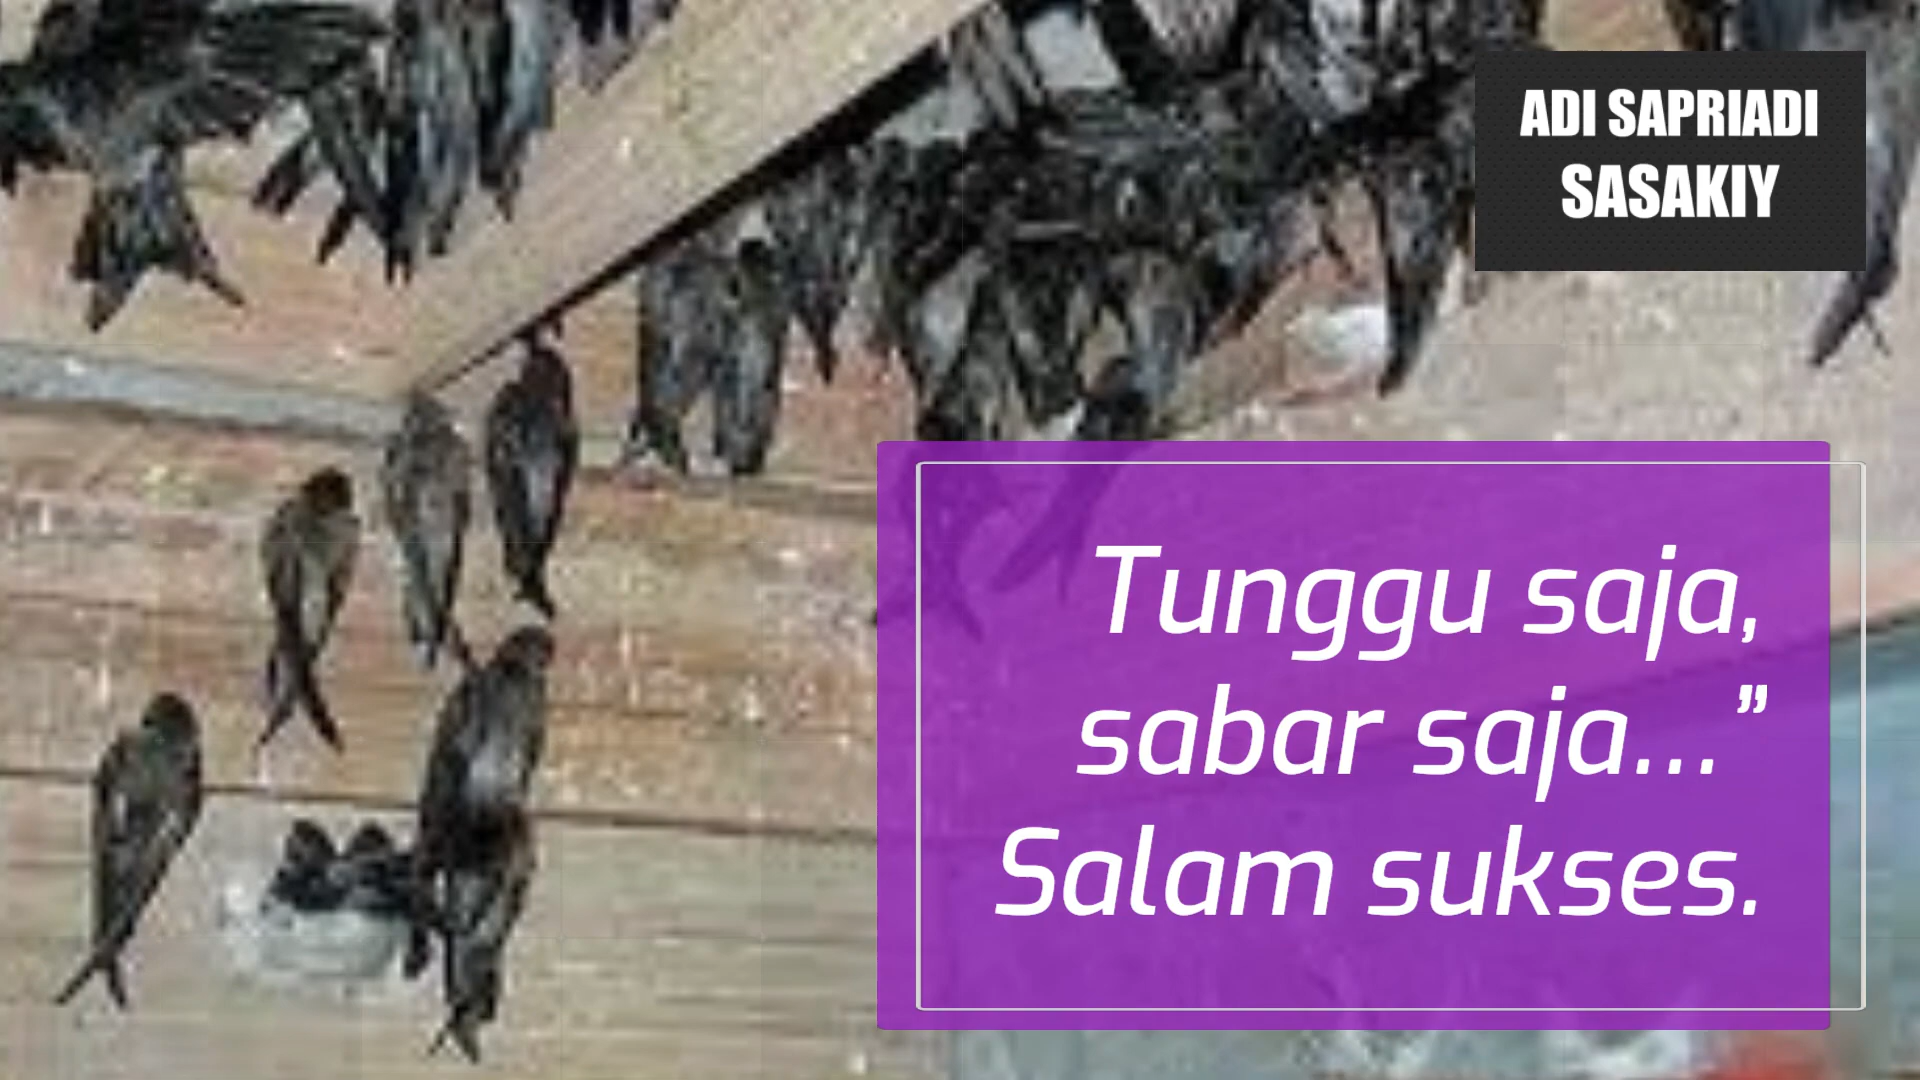 ADI SAPRIADI
SASAKIY
Tunggu saja,
sabar saja...”
Salam sukses.